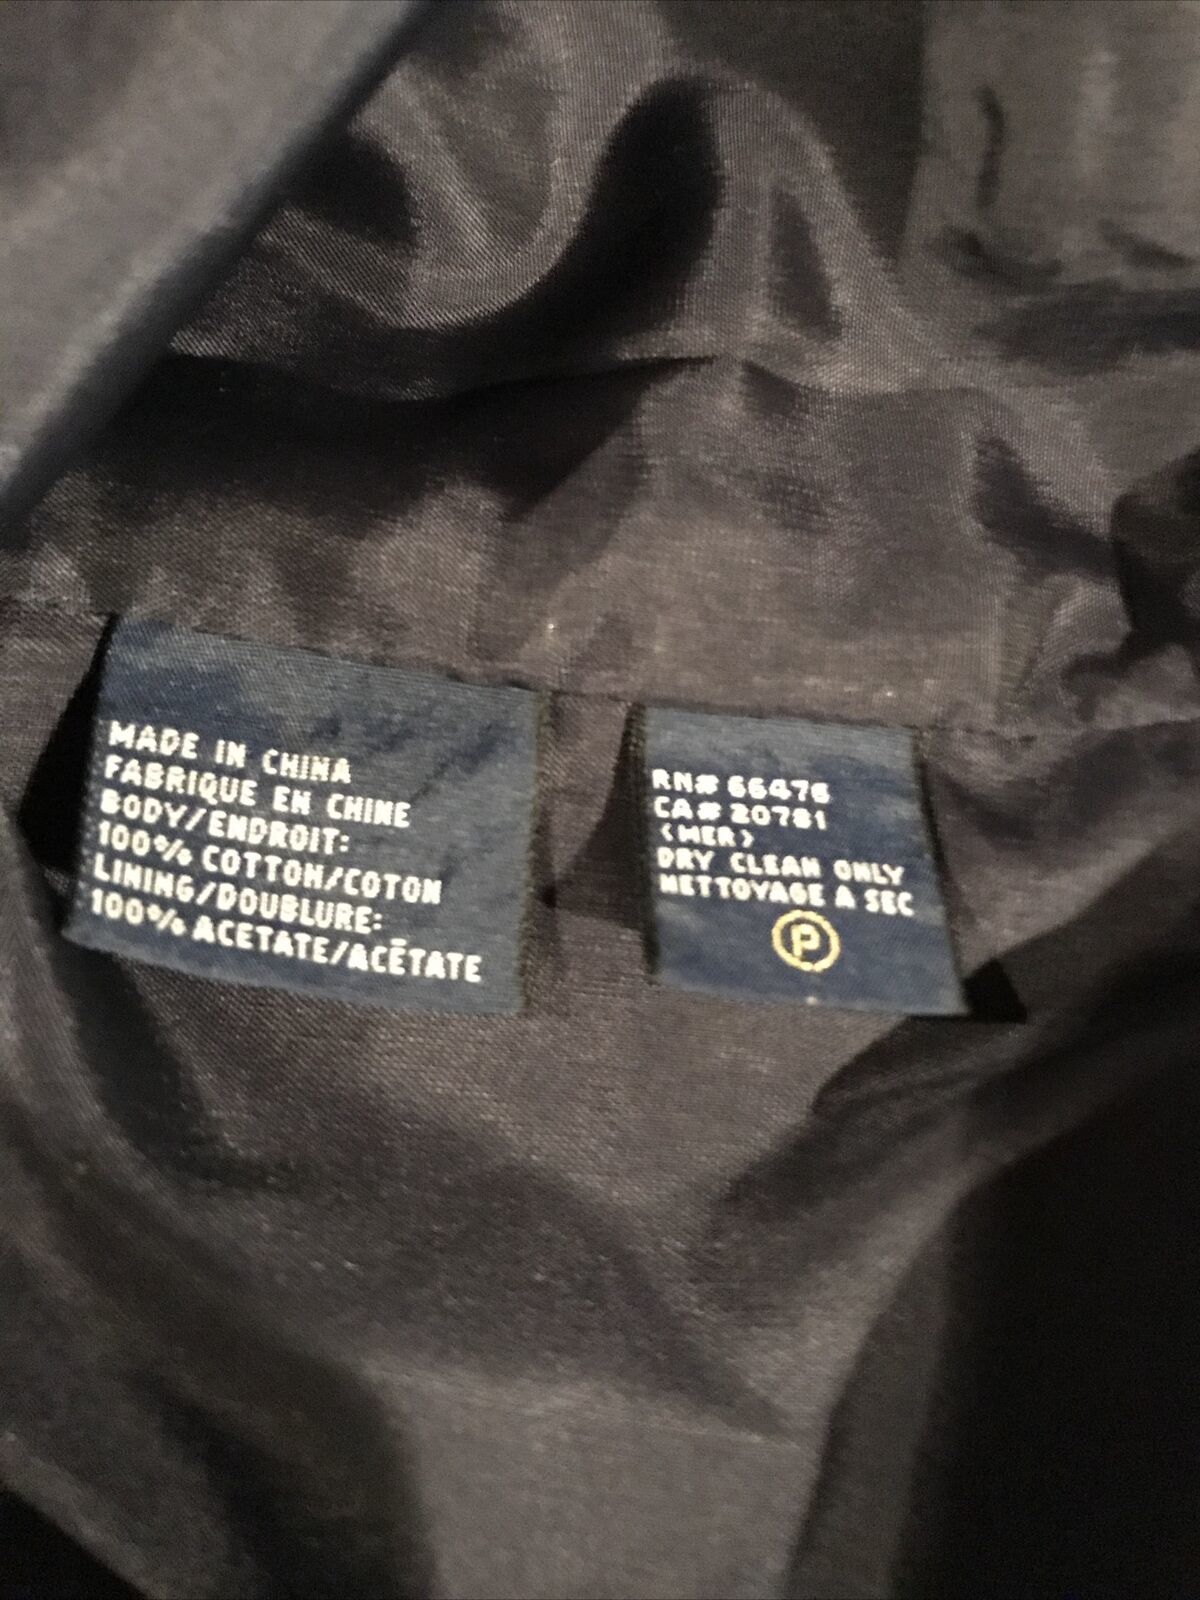 MADE IN CHINA
FABRIQUE EN CHINE
BODY/ENDROIT:
100% COTTON/COTON
LINING/DOUBLURE:
100% ACETATE/ACÉTATE
RN# 66476
CA# 20781
(MER)
DRY CLEAN ONLY
NETTOYAGE À SEC
P